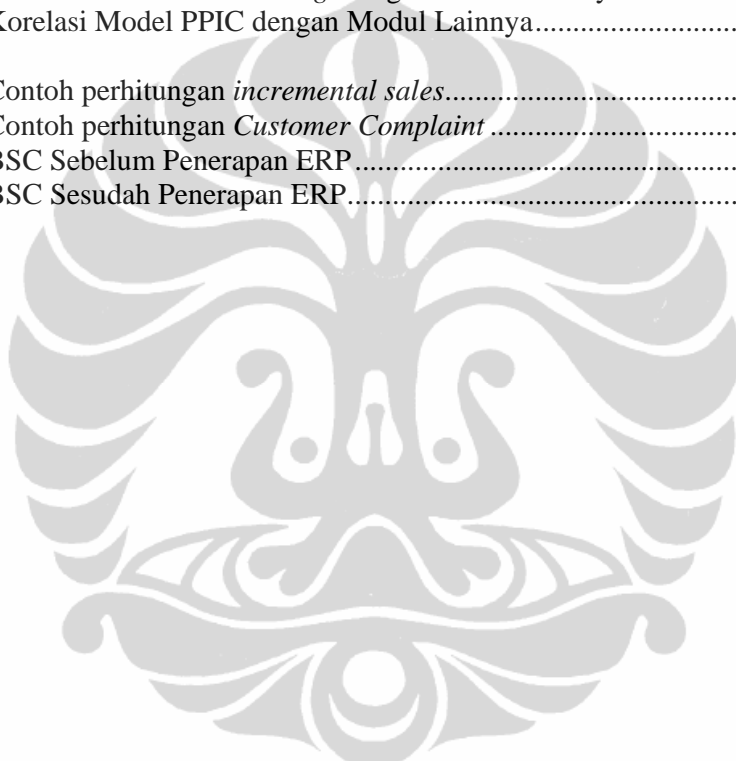 Korelasi Model PPIC dengan Modul Lainnya........................
Contoh perhitungan incremental sales.......................................
Contoh perhitungan Customer Complaint.................................
BSC Sebelum Penerapan ERP...................................................
BSC Sesudah Penerapan ERP....................................................